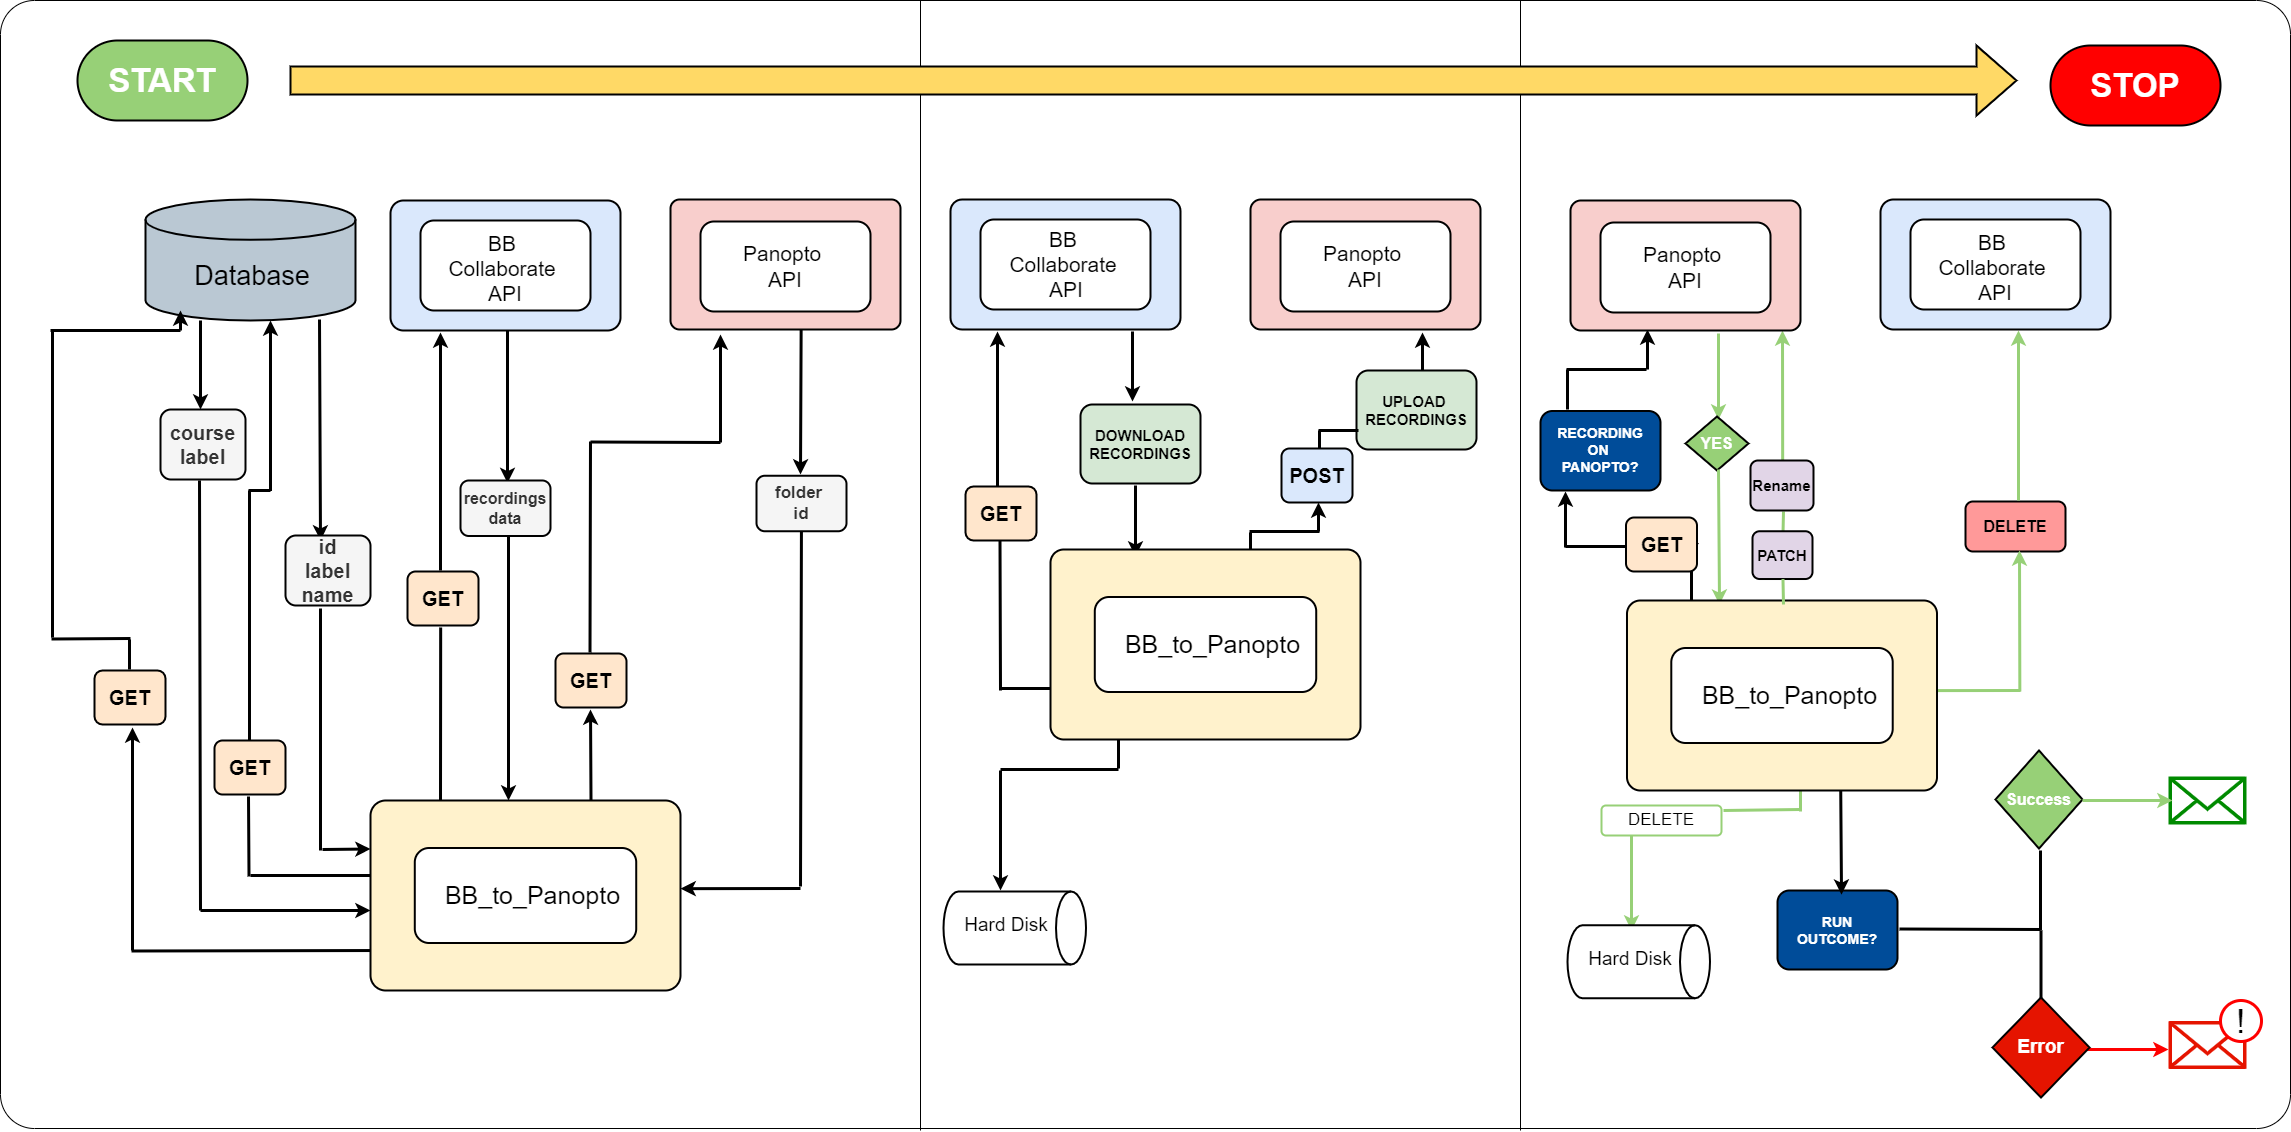 START
STOP
Database
BB
Collaborate
API
Panopto
API
course
label
id
label
name
recordings
data
folder
id
GET
GET
GET
GET
BB_to_Panopto
BB
Collaborate
API
Panopto
API
UPLOAD
RECORDINGS
DOWNLOAD
RECORDINGS
POST
GET
BB_to_Panopto
Hard Disk
Panopto
API
BB
Collaborate
API
RECORDING
ON
PANOPTO?
YES
Rename
GET
PATCH
DELETE
BB_to_Panopto
DELETE
Hard Disk
RUN
OUTCOME?
Success
Error
!